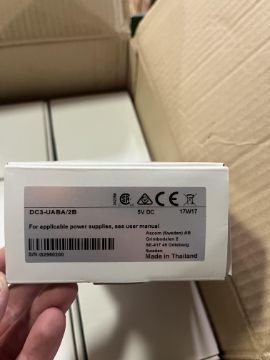 DC3-UABA/2B
5V DC
17W17
For applicable power supplies, see user manual
Ascom (Sweden) AB
Grimbodalen 2
SE-417 49 Göteborg
Sweden
Made in Thailand